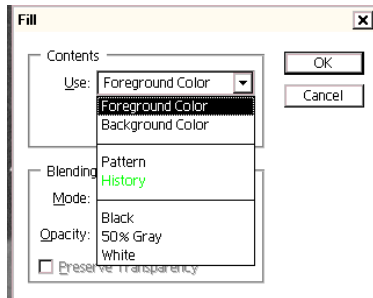 Fill
Contents
OK
Use: Foreground Color
Cancel
Foreground Color
Background Color
Pattern
Blending
History
Mode:
Black
Opacity: 50% Gray
White
Preserve Transparency